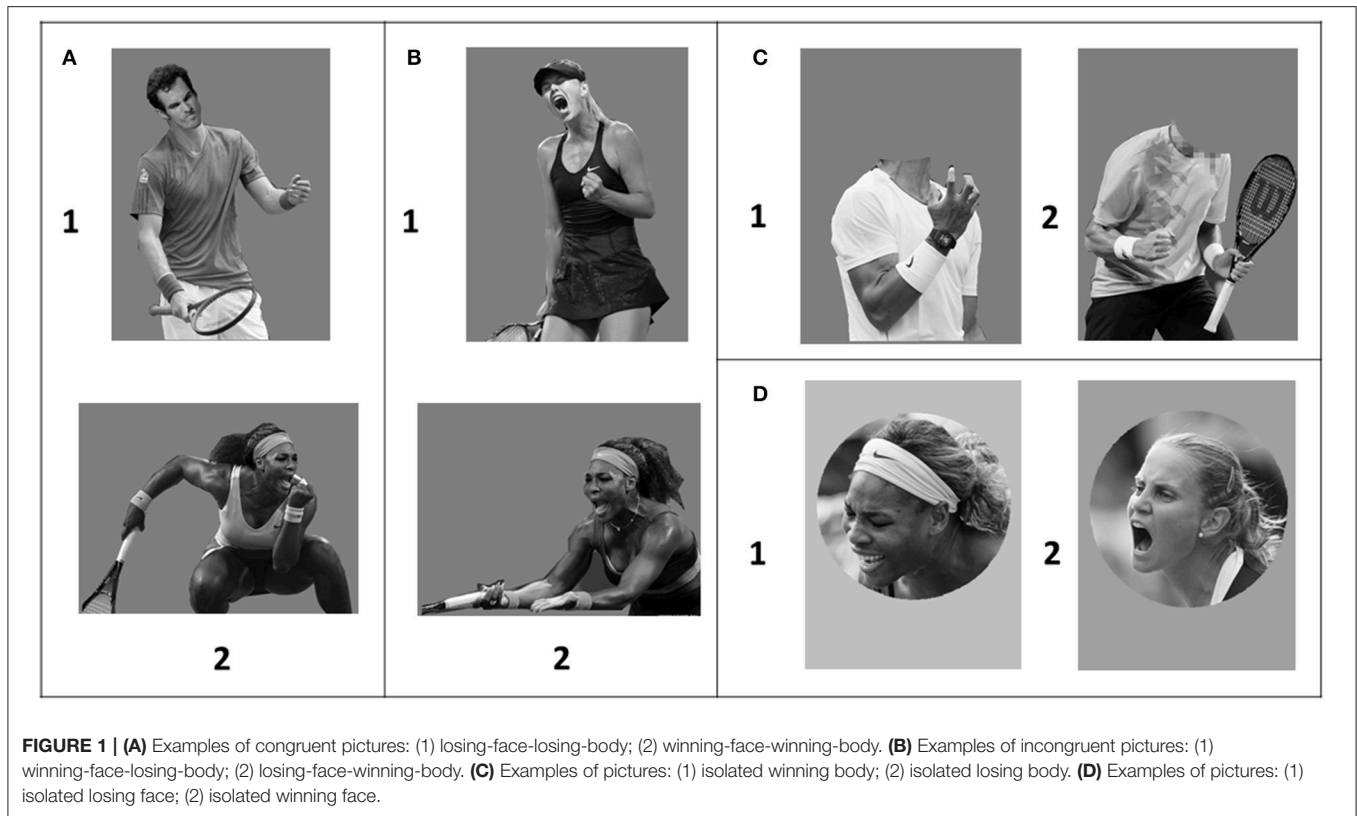 A
B
C
D
1
2
1
2
1
2
1
2
W
FIGURE 1 | (A) Examples of congruent pictures: (1) losing-face-losing-body; (2) winning-face-winning-body. (B) Examples of incongruent pictures: (1)
winning-face-losing-body; (2) losing-face-winning-body. (C) Examples of pictures: (1) isolated winning body; (2) isolated losing body. (D) Examples of pictures: (1)
isolated losing face; (2) isolated winning face.